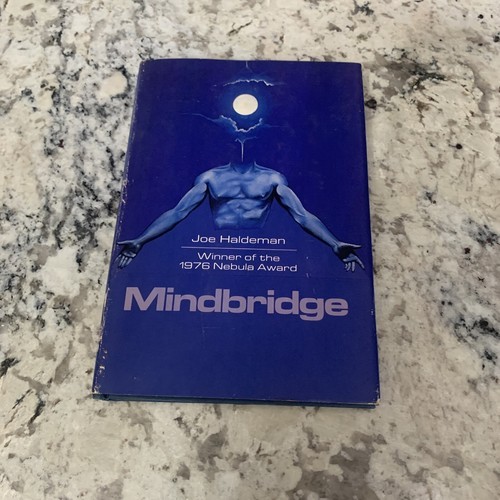 Joe Haldeman
Winner of the
1976 Nebula Award
Mindbridge